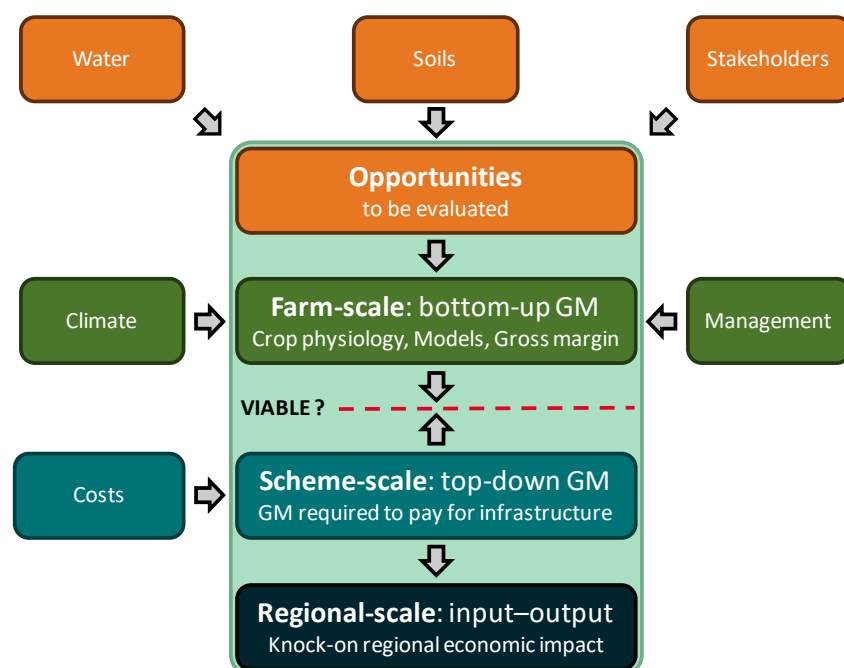 Water
Soils
Stakeholders
Opportunities
to be evaluated
Climate
Farm-scale: bottom-up GM
Crop physiology, Models, Gross margin
Management
VIABLE ?
Costs
Scheme-scale: top-down GM
GM required to pay for infrastructure
Regional-scale: input–output
Knock-on regional economic impact